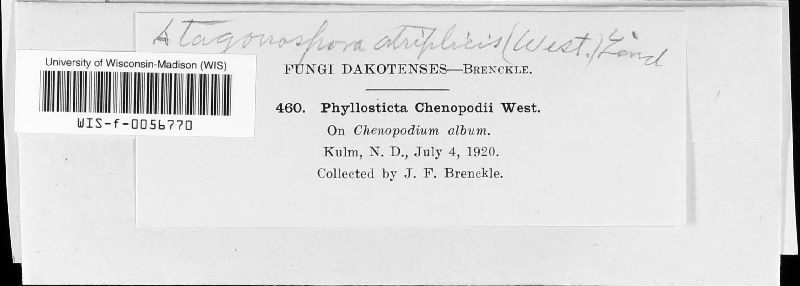 Stagonospora atriplicis (West.) Lind
FUNGI DAKOTENSES—BRENCKLE.
University of Wisconsin-Madison (WIS)
WIS-f-0056770
460. Phyllosticta Chenopodii West.
On Chenopodium album.
Kulm, N. D., July 4, 1920.
Collected by J. F. Brenckle.